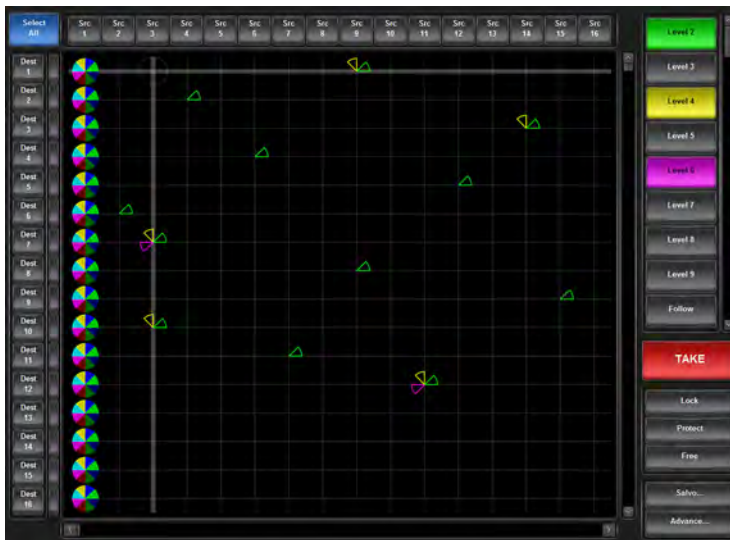 Select
All
Src
1
Src
2
Src
3
Src
4
Src
5
Src
6
Src
7
Src
8
Src
9
Src
10
Src
11
Src
12
Src
13
Src
14
Src
15
Src
16
Dest
1
Dest
2
Dest
3
Dest
4
Dest
5
Dest
6
Dest
7
Dest
8
Dest
9
Dest
10
Dest
11
Dest
12
Dest
13
Dest
14
Dest
15
Dest
16
Level 2
Level 3
Level 4
Level 5
Level 6
Level 7
Level 8
Level 9
Follow
TAKE
Lock
Protect
Free
Salvo...
Advance...